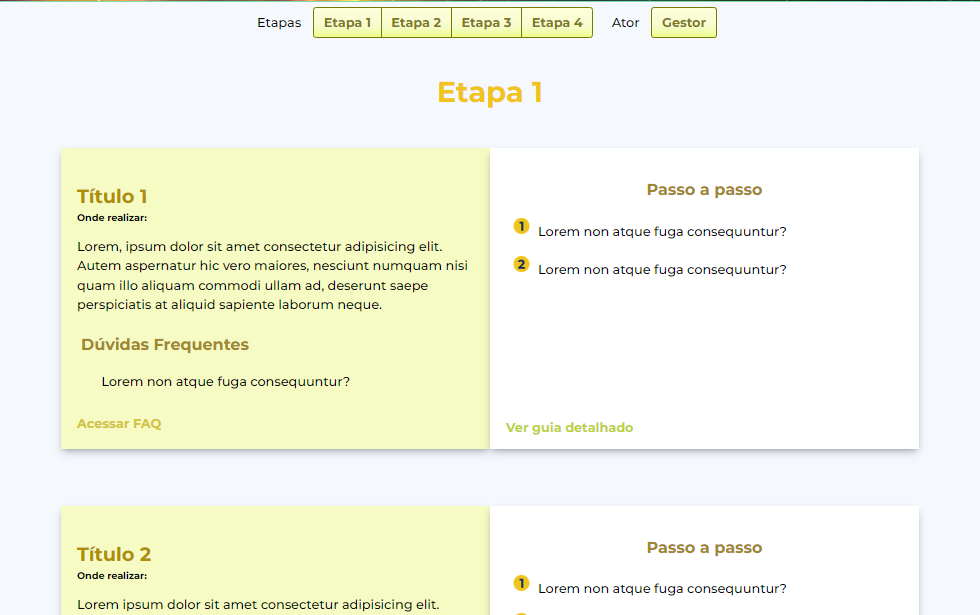 Etapas Etapa 1 Etapa 2 Etapa 3 Etapa 4 Ator Gestor
Etapa 1
Título 1
Onde realizar:
Lorem, ipsum dolor sit amet consectetur adipisicing elit.
Autem aspernatur hic vero maiores, nesciunt numquam nisi
quam illo aliquam commodi ullam ad, deserunt saepe
perspiciatis at aliquid sapiente laborum neque.
Dúvidas Frequentes
Lorem non atque fuga consequuntur?
Acessar FAQ
Passo a passo
1 Lorem non atque fuga consequuntur?
2 Lorem non atque fuga consequuntur?
Ver guia detalhado
Título 2
Onde realizar:
Lorem ipsum dolor sit amet consectetur adipisicing elit.
Passo a passo
1 Lorem non atque fuga consequuntur?